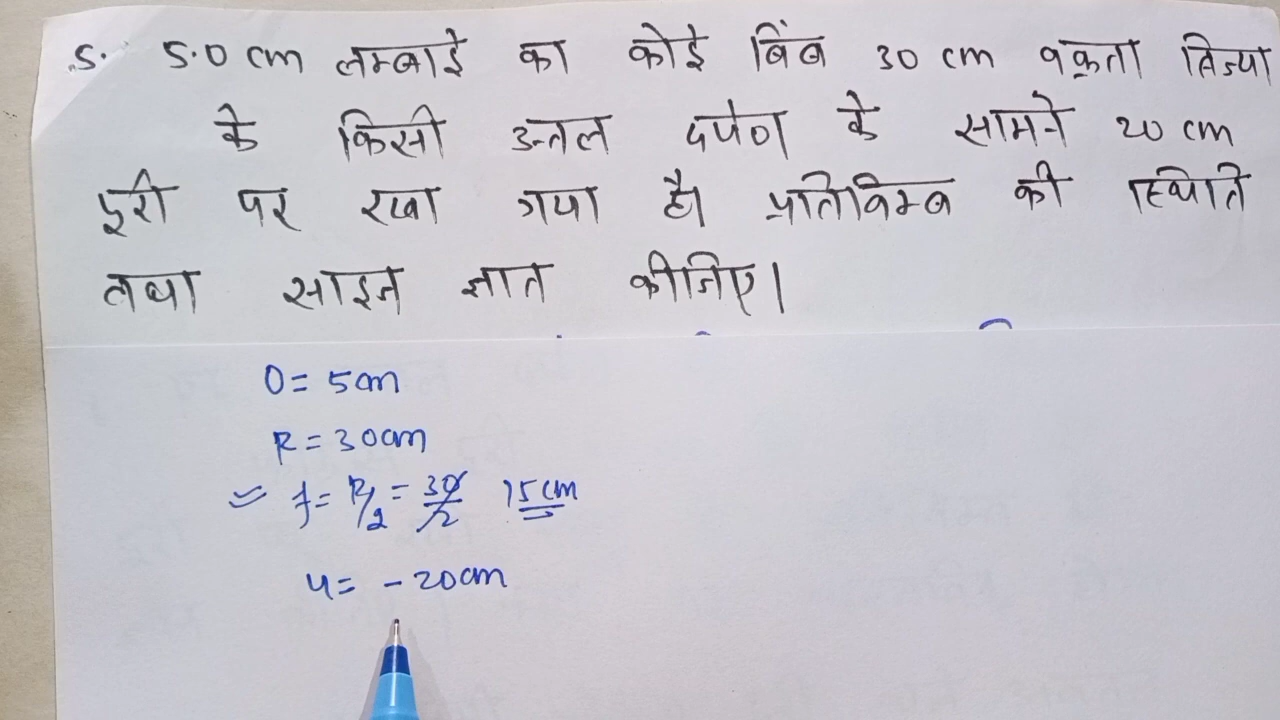 5. 5.0 cm लम्बाई का कोई बिंब 30 cm वक्रता त्रिज्या
के किसी उत्तल दर्पण के सामने 20 cm
दूरी पर रखा गया है। प्रतिविम्ब की स्थिति
तथा साइज ज्ञात कीजिए।
O = 5cm
R = 30cm
f = R/2 = 30/2 15cm
u = - 20cm